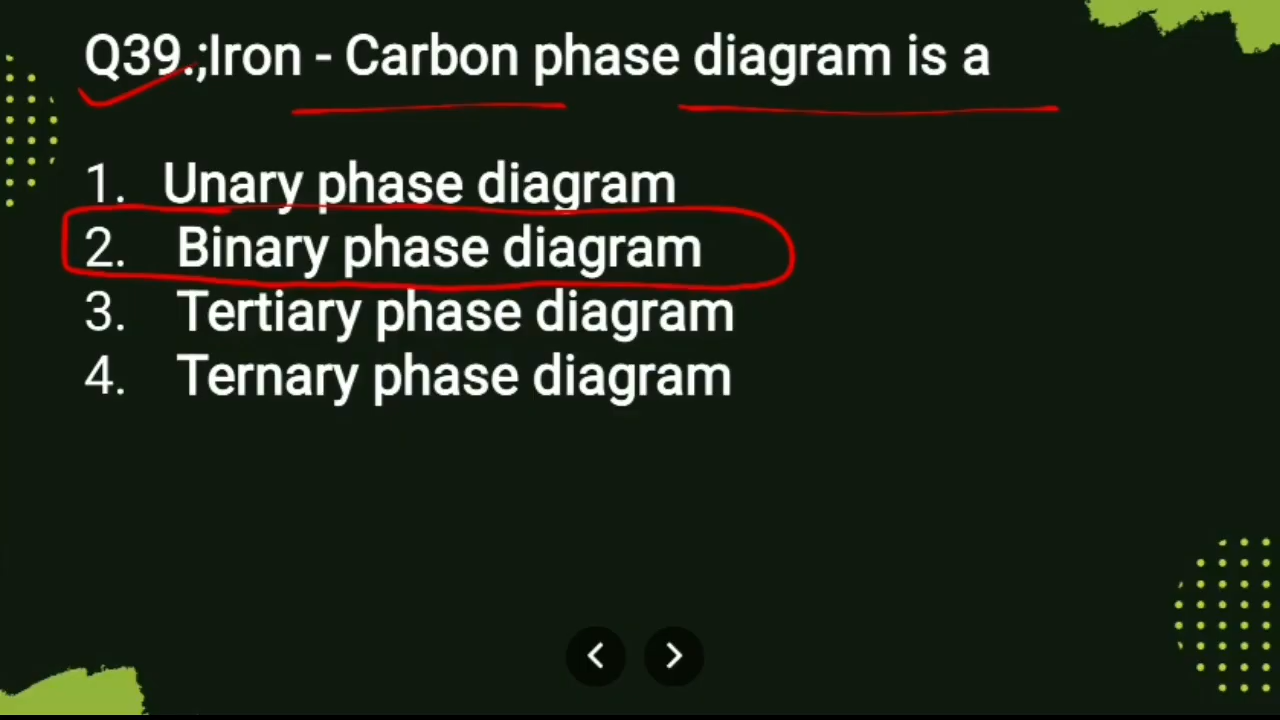 Q39.;Iron - Carbon phase diagram is a
1. Unary phase diagram
2. Binary phase diagram
3. Tertiary phase diagram
4. Ternary phase diagram